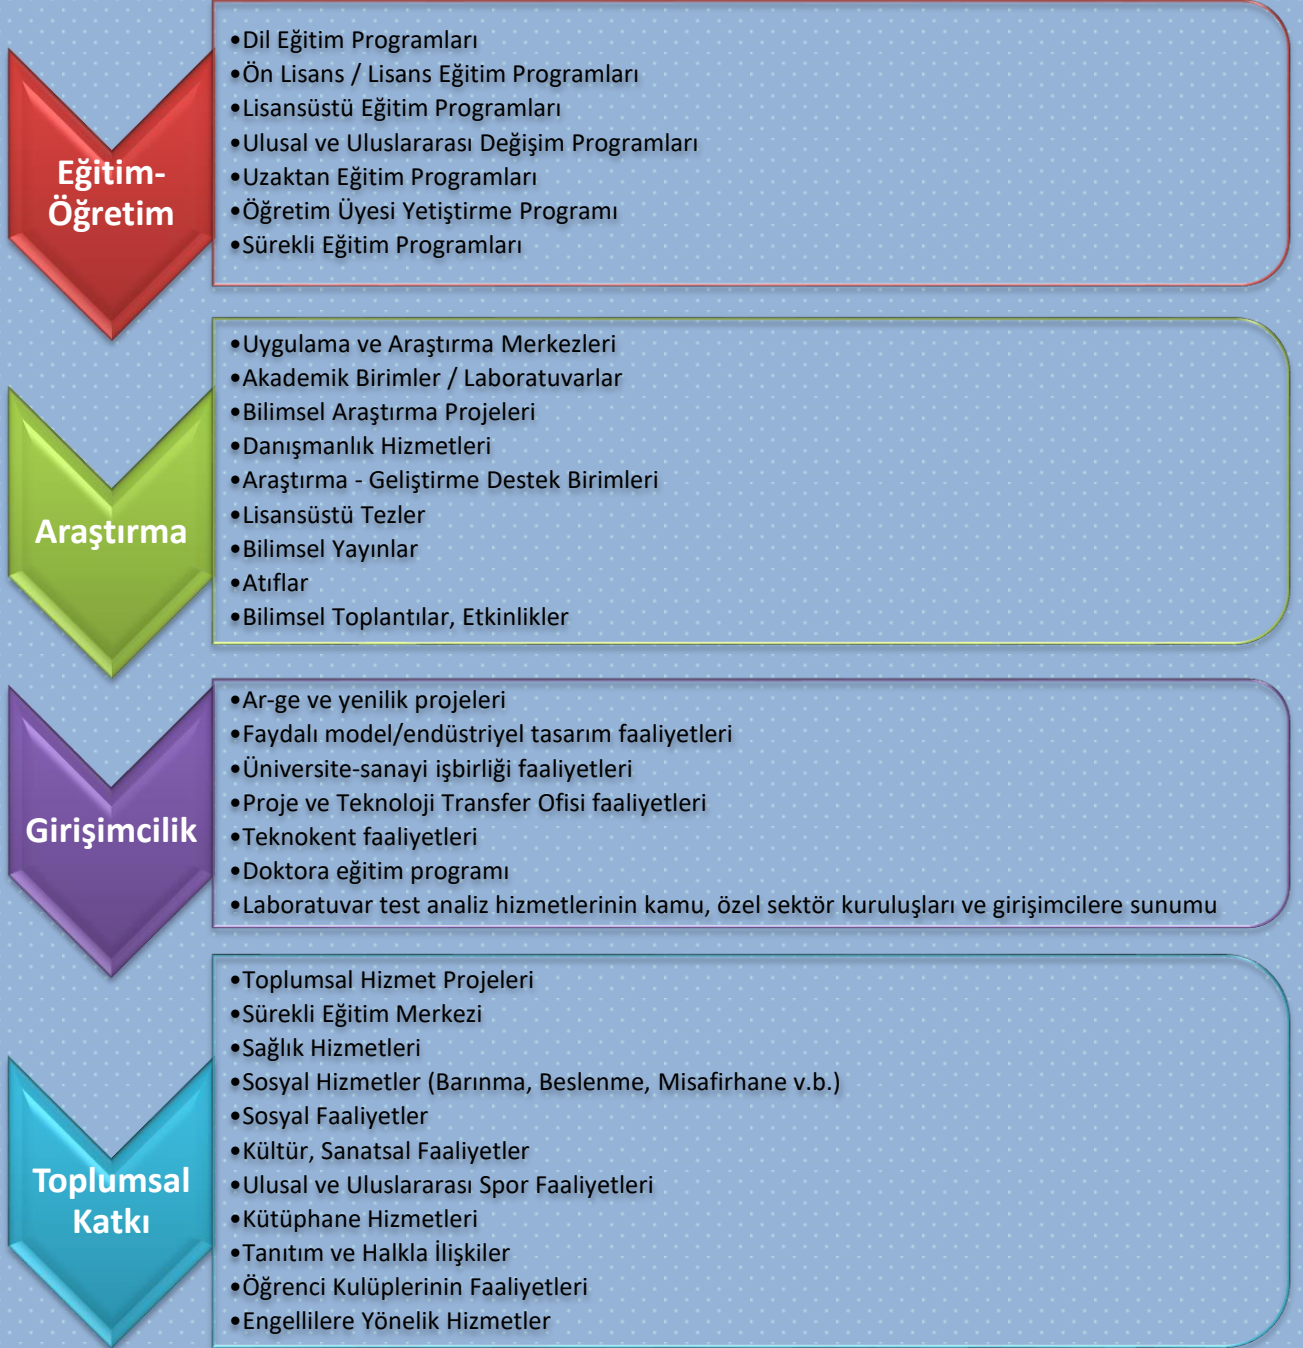 Eğitim-
Öğretim
•Dil Eğitim Programları
•Ön Lisans / Lisans Eğitim Programları
•Lisansüstü Eğitim Programları
•Ulusal ve Uluslararası Değişim Programları
•Uzaktan Eğitim Programları
•Öğretim Üyesi Yetiştirme Programı
•Sürekli Eğitim Programları
Araştırma
•Uygulama ve Araştırma Merkezleri
•Akademik Birimler / Laboratuvarlar
•Bilimsel Araştırma Projeleri
•Danışmanlık Hizmetleri
•Araştırma - Geliştirme Destek Birimleri
•Lisansüstü Tezler
•Bilimsel Yayınlar
•Atıflar
•Bilimsel Toplantılar, Etkinlikler
Girişimcilik
•Ar-ge ve yenilik projeleri
•Faydalı model/endüstriyel tasarım faaliyetleri
•Üniversite-sanayi işbirliği faaliyetleri
•Proje ve Teknoloji Transfer Ofisi faaliyetleri
•Teknokent faaliyetleri
•Doktora eğitim programı
•Laboratuvar test analiz hizmetlerinin kamu, özel sektör kuruluşları ve girişimcilere sunumu
Toplumsal
Katkı
•Toplumsal Hizmet Projeleri
•Sürekli Eğitim Merkezi
•Sağlık Hizmetleri
•Sosyal Hizmetler (Barınma, Beslenme, Misafirhane v.b.)
•Sosyal Faaliyetler
•Kültür, Sanatsal Faaliyetler
•Ulusal ve Uluslararası Spor Faaliyetleri
•Kütüphane Hizmetleri
•Tanıtım ve Halkla İlişkiler
•Öğrenci Kulüplerinin Faaliyetleri
•Engellilere Yönelik Hizmetler